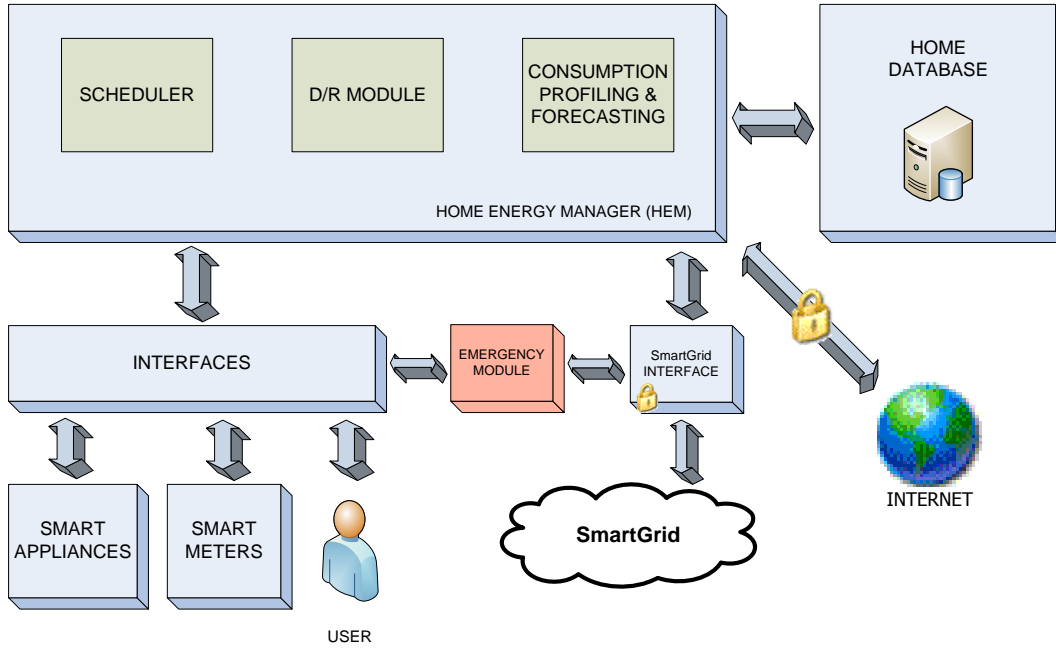 SCHEDULER
D/R MODULE
CONSUMPTION
PROFILING &
FORECASTING
HOME ENERGY MANAGER (HEM)
HOME
DATABASE
INTERFACES
EMERGENCY
MODULE
SmartGrid
INTERFACE
INTERNET
SMART
APPLIANCES
SMART
METERS
USER
SmartGrid